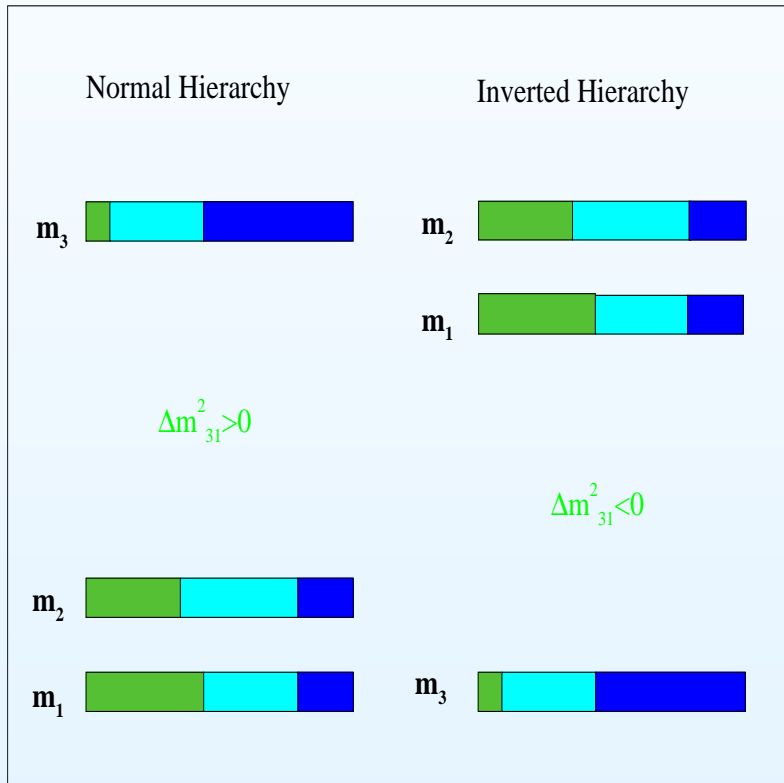 Normal Hierarchy
Inverted Hierarchy
m₃
m₂
m₁
Δm²₃₁>0
Δm²₃₁<0
m₂
m₁
m₃